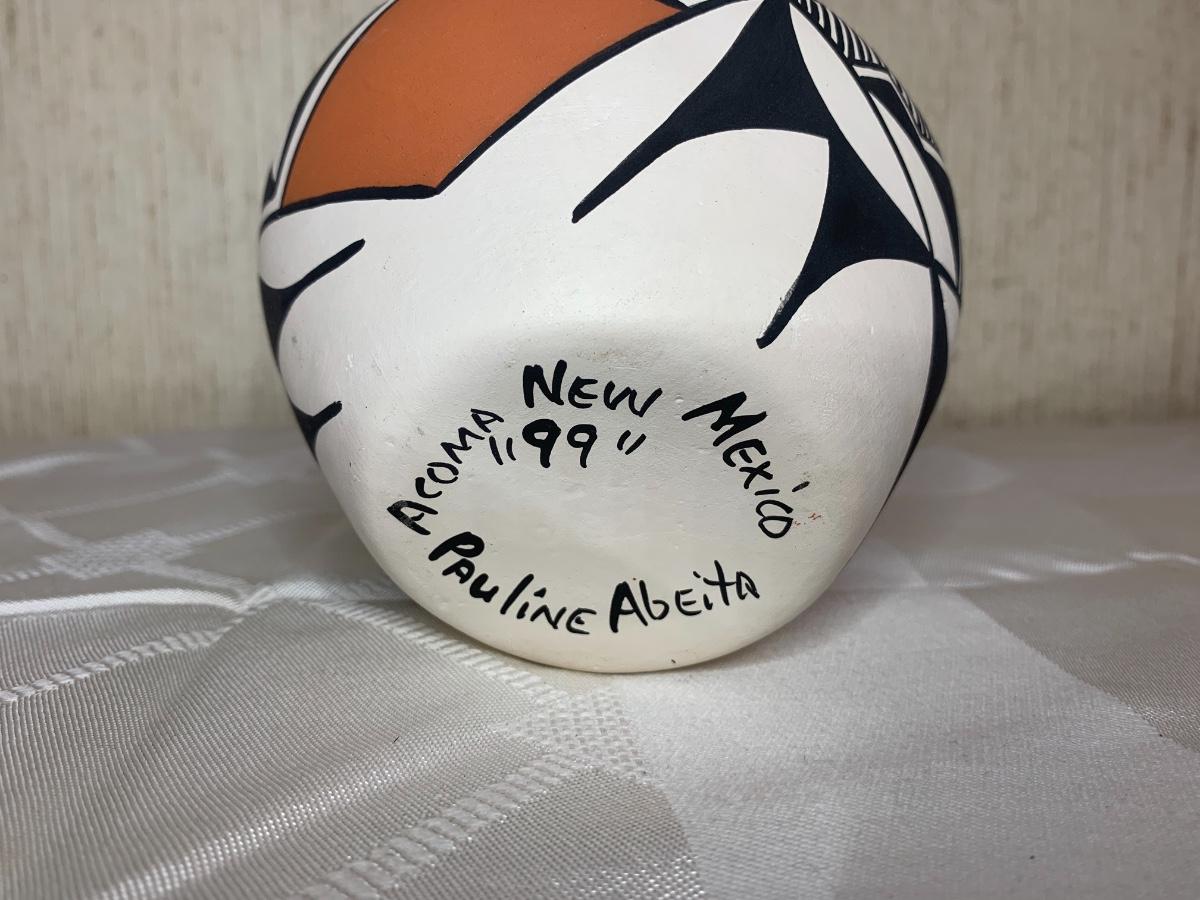 ACOMA NEW MEXICO
"99"
PAULINE AbEITA